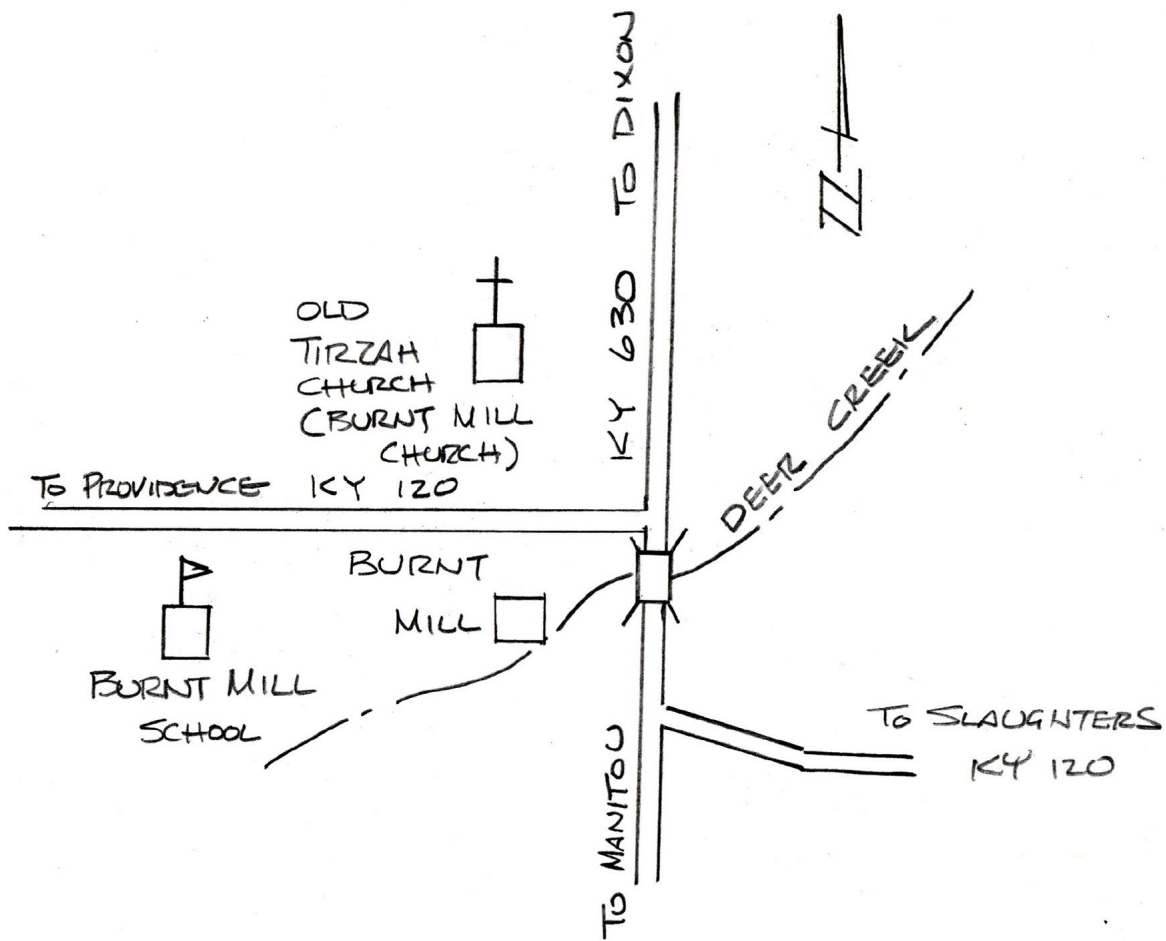 KY 630 TO DIXON
N
OLD
TIRZAH
CHURCH
(BURNT MILL
CHURCH)
TO PROVIDENCE KY 120
DEER CREEK
BURNT
MILL
BURNT MILL
SCHOOL
TO SLAUGHTERS
KY 120
TO MANITOU